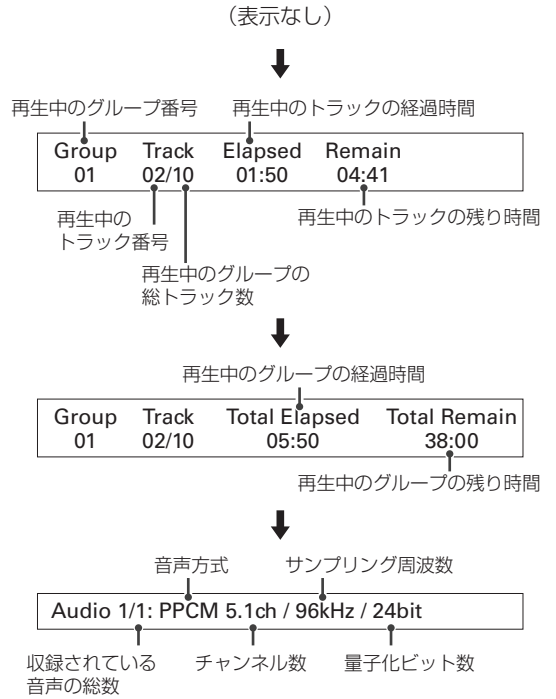 （表示なし）
再生中のグループ番号
再生中のトラックの経過時間
Group Track Elapsed Remain
01 02/10 01:50 04:41
再生中の
トラック番号
再生中のトラックの残り時間
再生中のグループの
総トラック数
再生中のグループの経過時間
Group Track Total Elapsed Total Remain
01 02/10 05:50 38:00
再生中のグループの残り時間
音声方式
サンプリング周波数
Audio 1/1: PPCM 5.1ch / 96kHz / 24bit
収録されている
音声の総数
チャンネル数
量子化ビット数